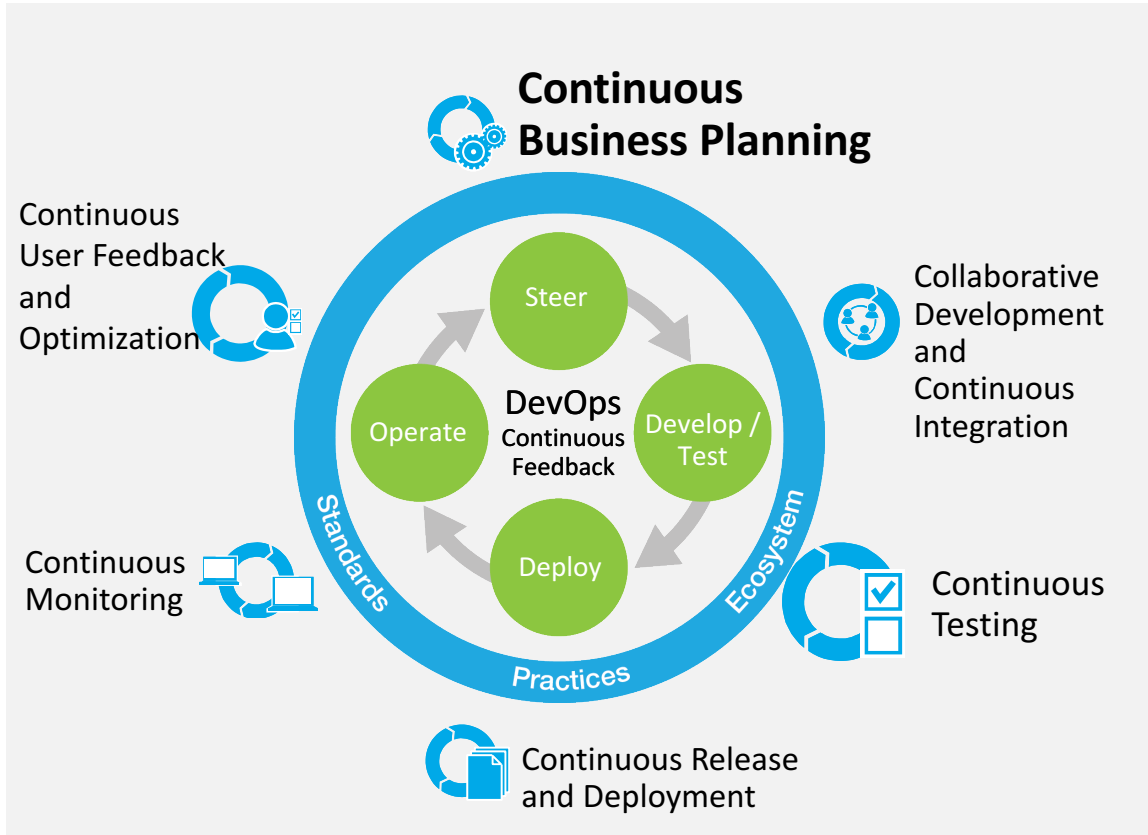 Continuous
Business Planning
Continuous
User Feedback
and
Optimization
Collaborative
Development
and
Continuous
Integration
Steer
Operate
DevOps
Continuous
Feedback
Develop /
Test
Deploy
Standards
Practices
Ecosystem
Continuous
Monitoring
Continuous
Testing
Continuous Release
and Deployment